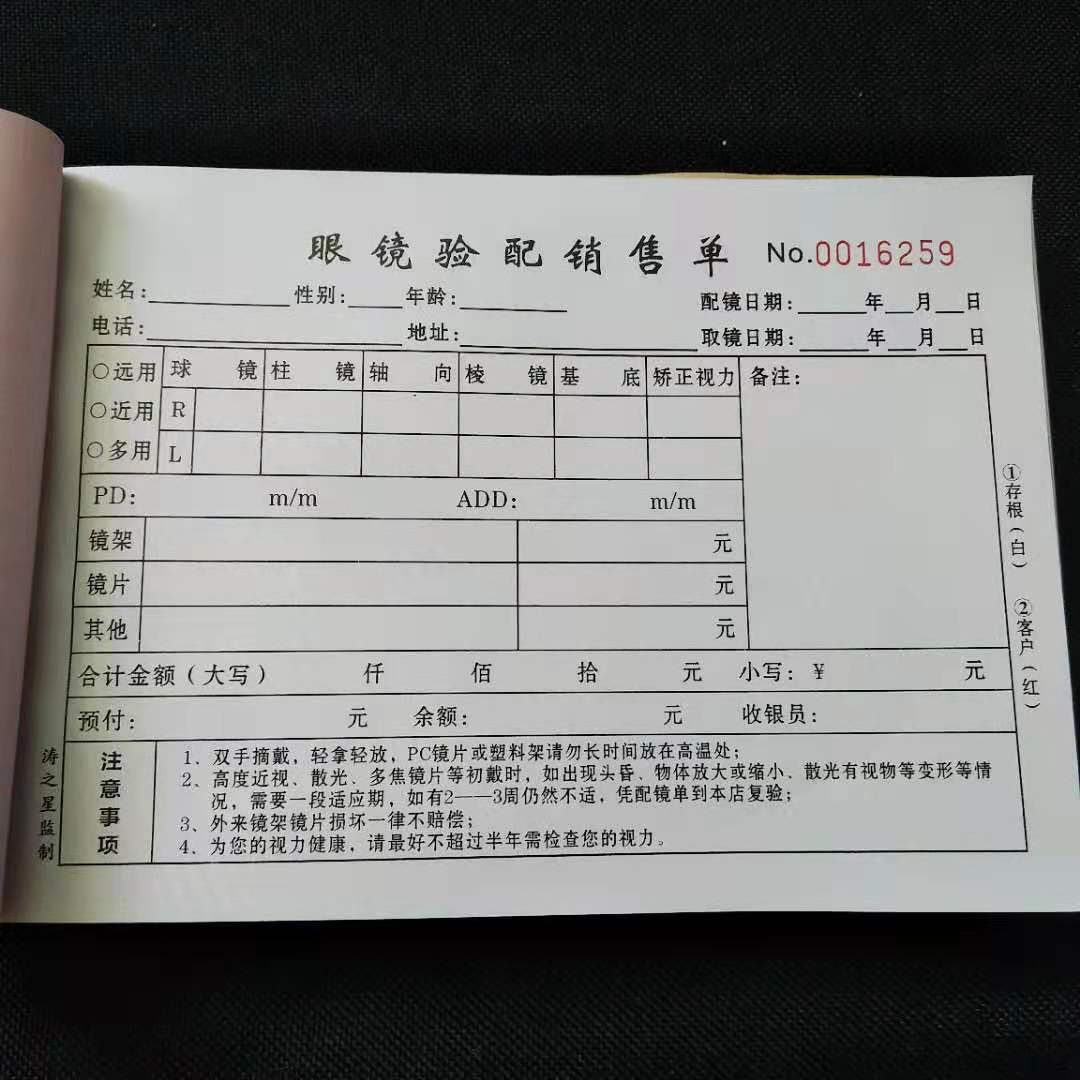 眼镜验配销售单 No.0016259
姓名: 性别: 年龄: 配镜日期: 年 月 日
电话: 地址: 取镜日期: 年 月 日
○远用 球镜 柱镜 轴向 棱镜 基底 矫正视力 备注:
○近用 R
○多用 L
PD: m/m ADD: m/m
镜架 元
镜片 元
其他 元
合计金额(大写) 仟 佰 拾 元 小写:¥ 元
预付: 元 余额: 元 收银员:
注意事项
1、双手摘戴,轻拿轻放,PC镜片或塑料架请勿长时间放在高温处;
2、高度近视、散光、多焦镜片等初戴时,如出现头昏、物体放大或缩小、散光有视物等变形等情
况,需要一段适应期,如有2——3周仍然不适,凭配镜单到本店复验;
3、外来镜架镜片损坏一律不赔偿;
4、为您的视力健康,请最好不超过半年需检查您的视力。
①存根(白) ②客户(红)
涛之星监制